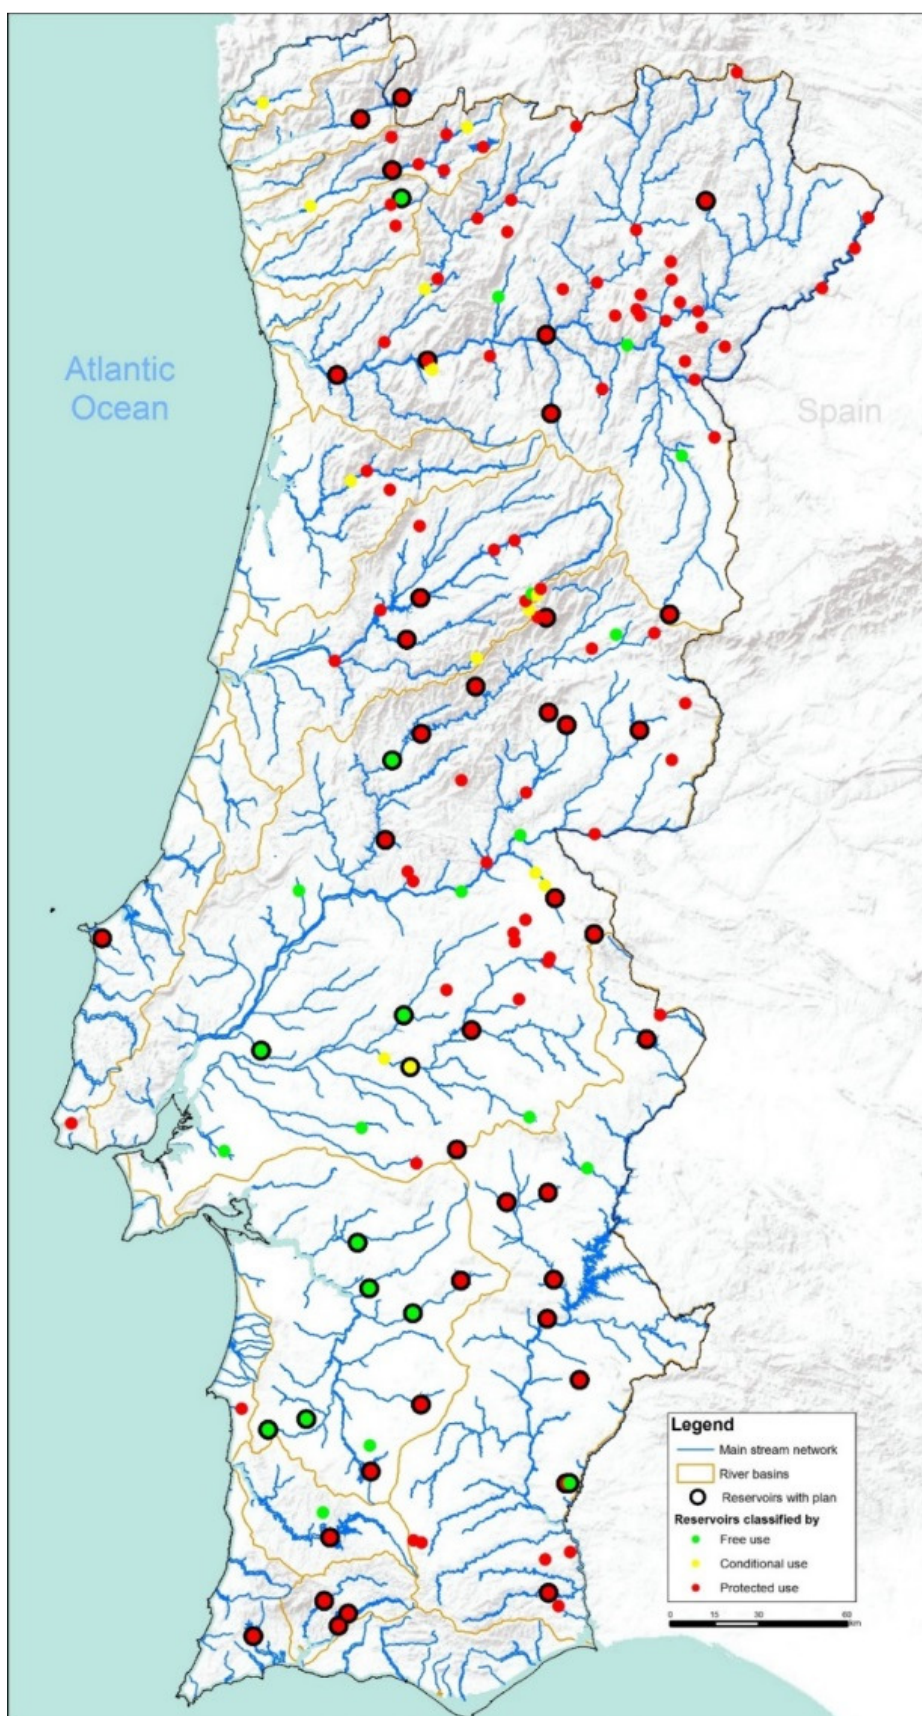 Atlantic
Ocean
Spain
Legend
Main stream network
River basins
Reservoirs with plan
Reservoirs classified by
Free use
Conditional use
Protected use
0 15 30 60
km